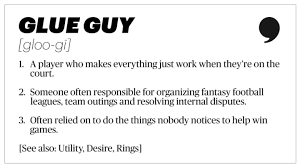 GLUE GUY
[gloo-gi]
1. A player who makes everything just work when they're on the
court.
2. Someone often responsible for organizing fantasy football
leagues, team outings and resolving internal disputes.
3. Often relied on to do the things nobody notices to help win
games.
[See also: Utility, Desire, Rings]